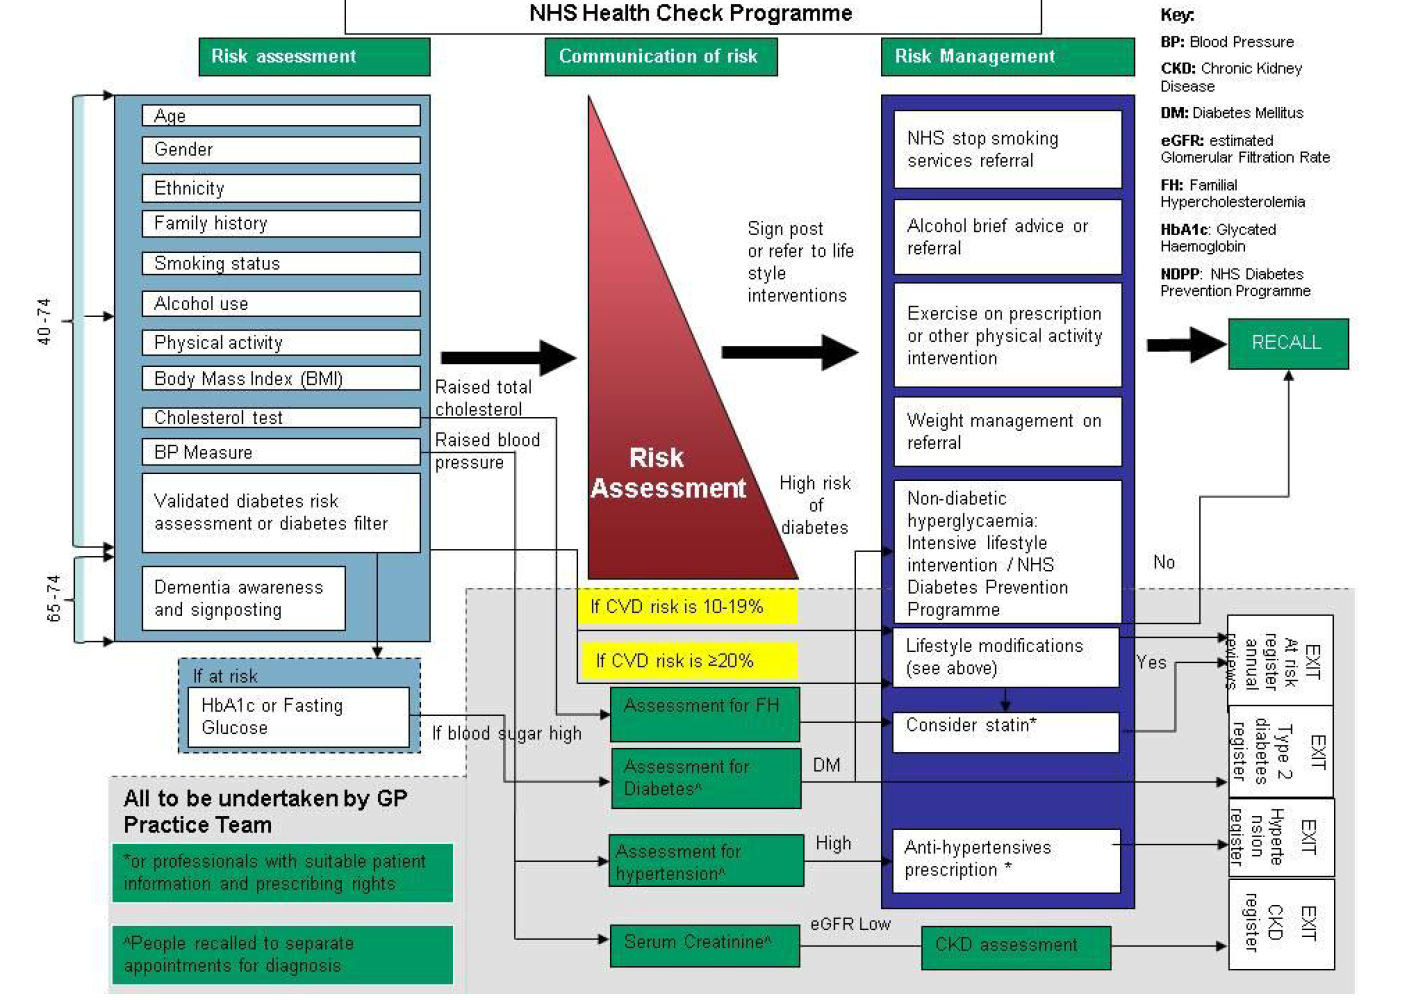 NHS Health Check Programme
Risk assessment
Communication of risk
Risk Management
Key:
BP: Blood Pressure
CKD: Chronic Kidney
Disease
DM: Diabetes Mellitus
eGFR: estimated
Glomerular Filtration Rate
FH: Familial
Hypercholesterolemia
HbA1c: Glycated
Haemoglobin
NDPP: NHS Diabetes
Prevention Programme
40-74
65-74
Age
Gender
Ethnicity
Family history
Smoking status
Alcohol use
Physical activity
Body Mass Index (BMI)
Cholesterol test
BP Measure
Validated diabetes risk
assessment or diabetes filter
Dementia awareness
and signposting
If at risk
HbA1c or Fasting
Glucose
Raised total
cholesterol
Raised blood
pressure
If blood sugar high
Risk
Assessment
Sign post
or refer to life
style
interventions
High risk
of
diabetes
If CVD risk is 10-19%
If CVD risk is ≥20%
Assessment for FH
Assessment for
Diabetes^
DM
Assessment for
hypertension^
High
Serum Creatinine^
eGFR Low
CKD assessment
NHS stop smoking
services referral
Alcohol brief advice or
referral
Exercise on prescription
or other physical activity
intervention
Weight management on
referral
Non-diabetic
hyperglycaemia:
Intensive lifestyle
intervention / NHS
Diabetes Prevention
Programme
Lifestyle modifications
(see above)
Consider statin*
Anti-hypertensives
prescription *
RECALL
No
Yes
EXIT
At risk
register
annual
reviews
EXIT
Type 2
diabetes
register
EXIT
Hyperte
nsion
register
EXIT
CKD
register
All to be undertaken by GP
Practice Team
*or professionals with suitable patient
information and prescribing rights
^People recalled to separate
appointments for diagnosis